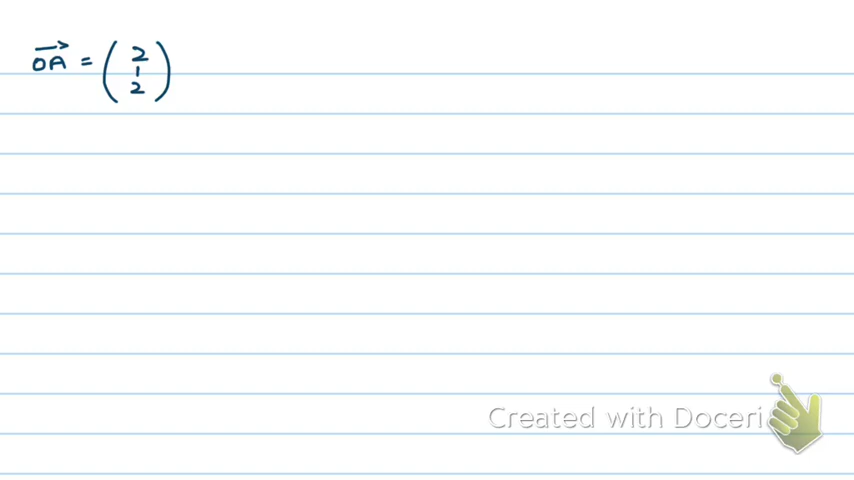 →
OA = ( 2
1
2 )
Created with Doceri